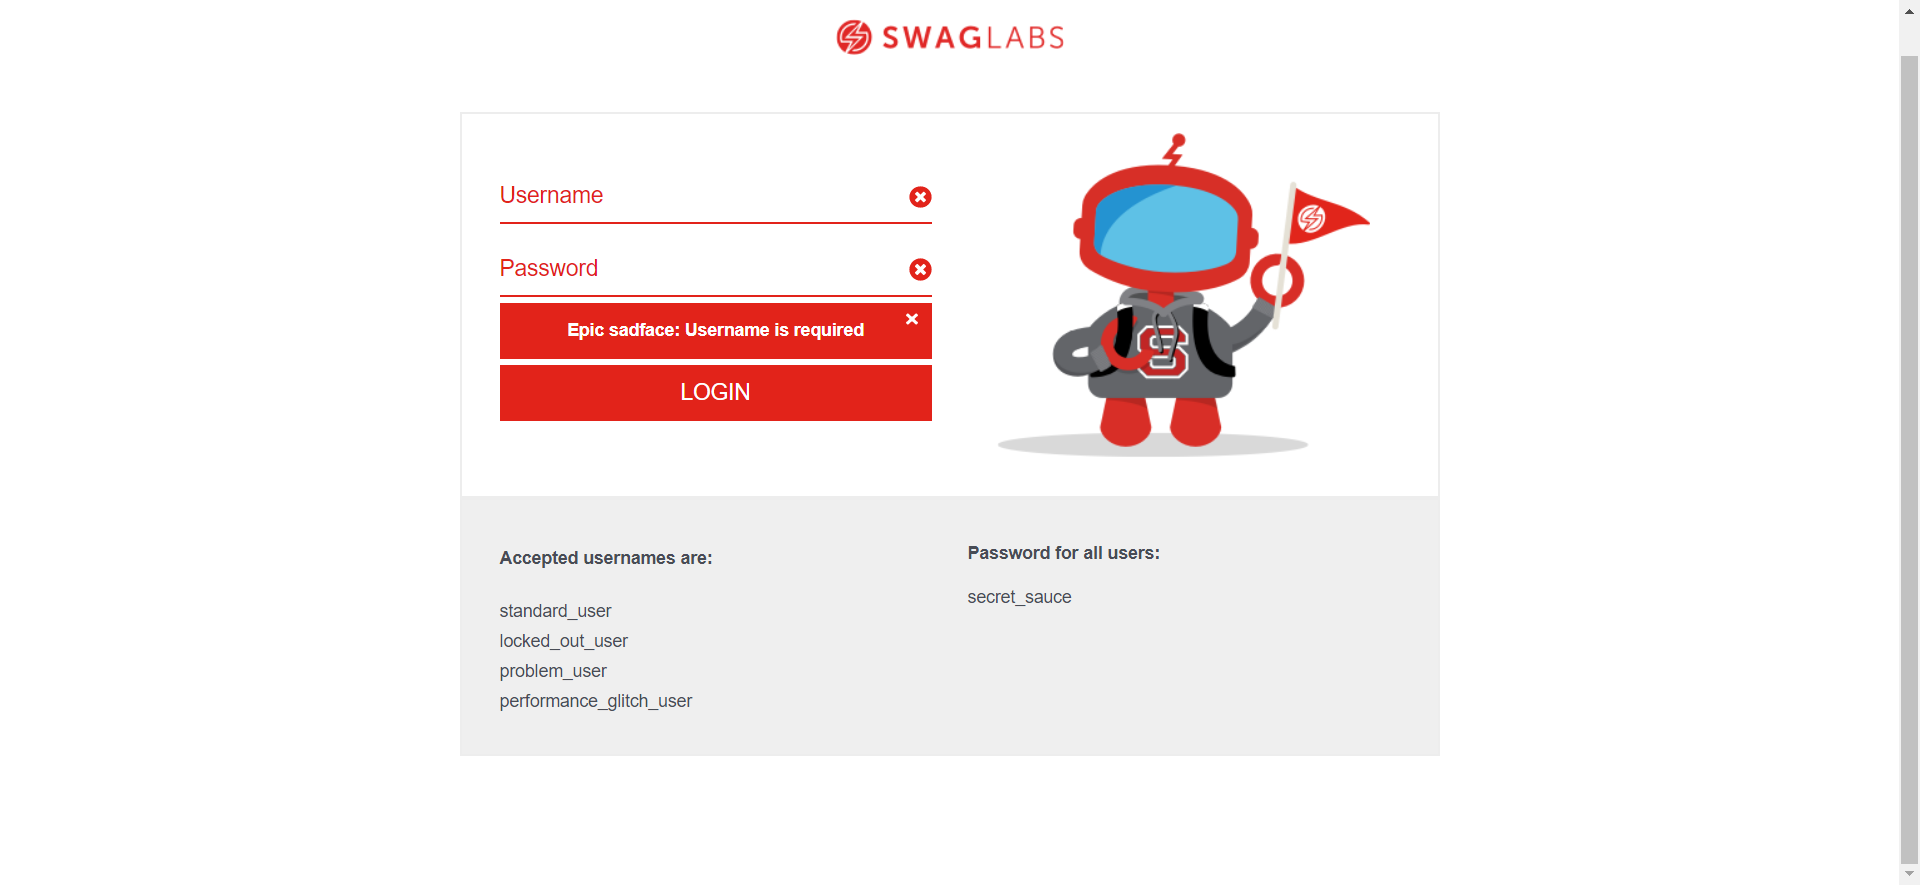 SWAGLABS
Username
Password
Epic sadface: Username is required
LOGIN
Accepted usernames are:
standard_user
locked_out_user
problem_user
performance_glitch_user
Password for all users:
secret_sauce
S